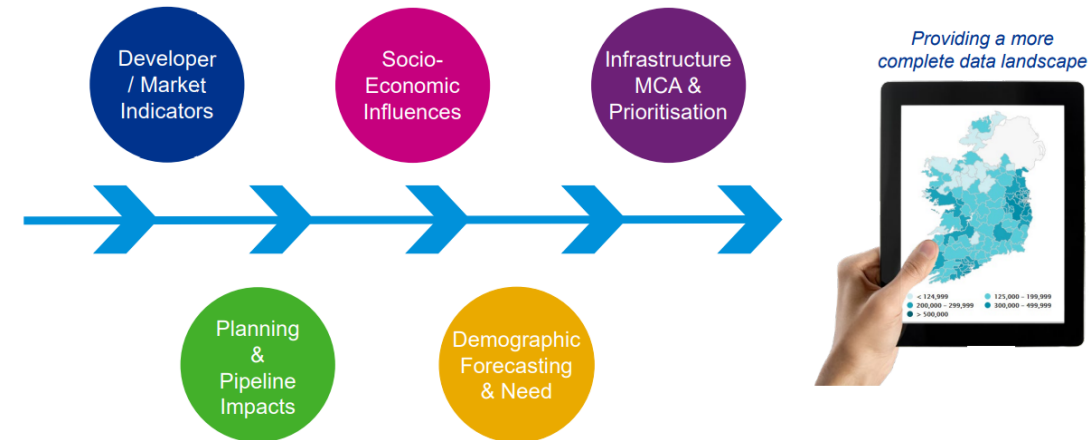 Developer
/ Market
Indicators
Socio-
Economic
Influences
Infrastructure
MCA &
Prioritisation
Providing a more
complete data landscape
Planning
&
Pipeline
Impacts
Demographic
Forecasting
& Need
< 124,999
125,000 – 199,999
200,000 – 299,999
300,000 – 499,999
> 500,000